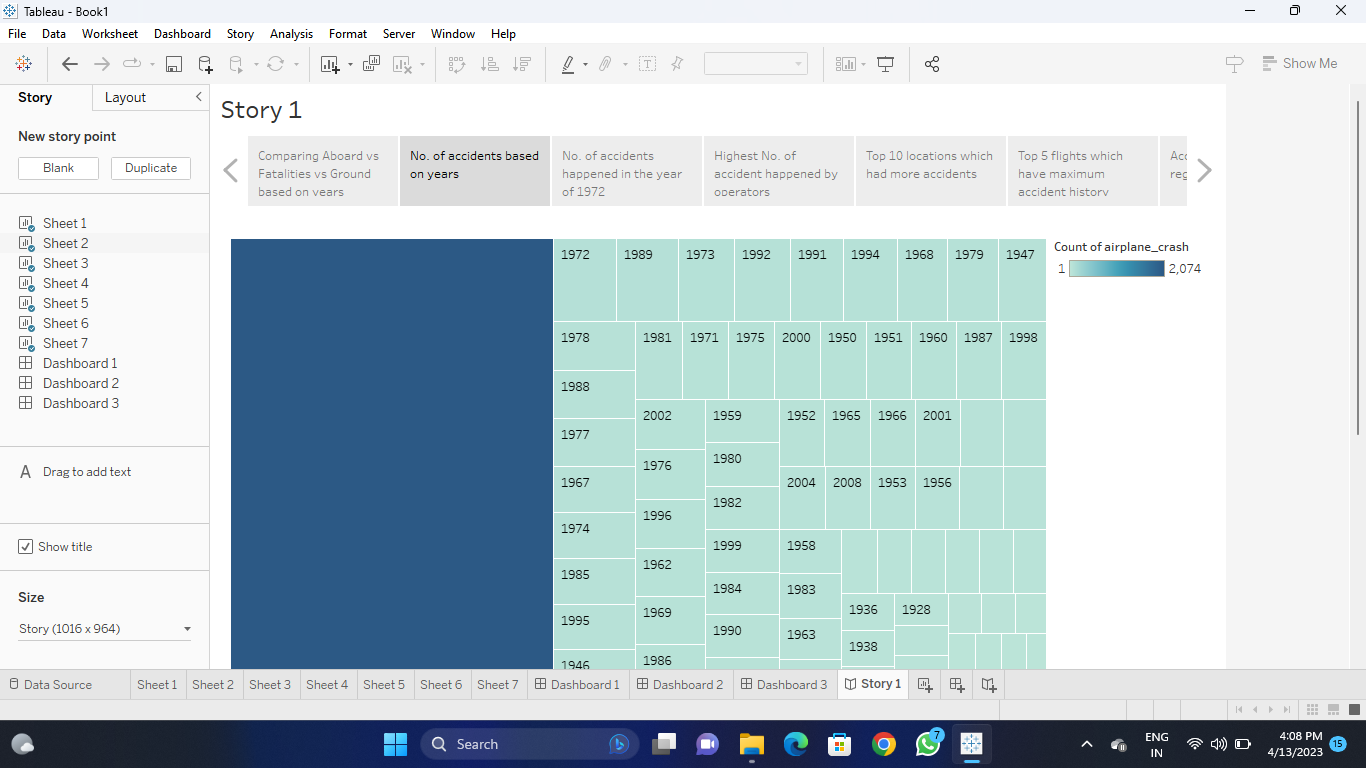 Tableau - Book1
File Data Worksheet Dashboard Story Analysis Format Server Window Help
Show Me
Story
Layout
New story point
Blank
Duplicate
Sheet 1
Sheet 2
Sheet 3
Sheet 4
Sheet 5
Sheet 6
Sheet 7
Dashboard 1
Dashboard 2
Dashboard 3
A Drag to add text
Show title
Size
Story (1016 x 964)
Story 1
Comparing Aboard vs
Fatalities vs Ground
based on years
No. of accidents based
on years
No. of accidents
happened in the year
of 1972
Highest No. of
accident happened by
operators
Top 10 locations which
had more accidents
Top 5 flights which
have maximum
accident history
Acc
reg
1972 1989 1973 1992 1991 1994 1968 1979 1947
1978 1981 1971 1975 2000 1950 1951 1960 1987 1998
1988
2002 1959 1952 1965 1966 2001
1977
1976 1980
1967 2004 2008 1953 1956
1982
1974 1996
1999 1958
1985 1962
1984 1983
1969 1936 1928
1995 1990 1963
1938
1946 1986
Count of airplane_crash
1 2,074
Data Source Sheet 1 Sheet 2 Sheet 3 Sheet 4 Sheet 5 Sheet 6 Sheet 7 Dashboard 1 Dashboard 2 Dashboard 3 Story 1
Search
7
ENG
IN
4:08 PM
4/13/2023
15